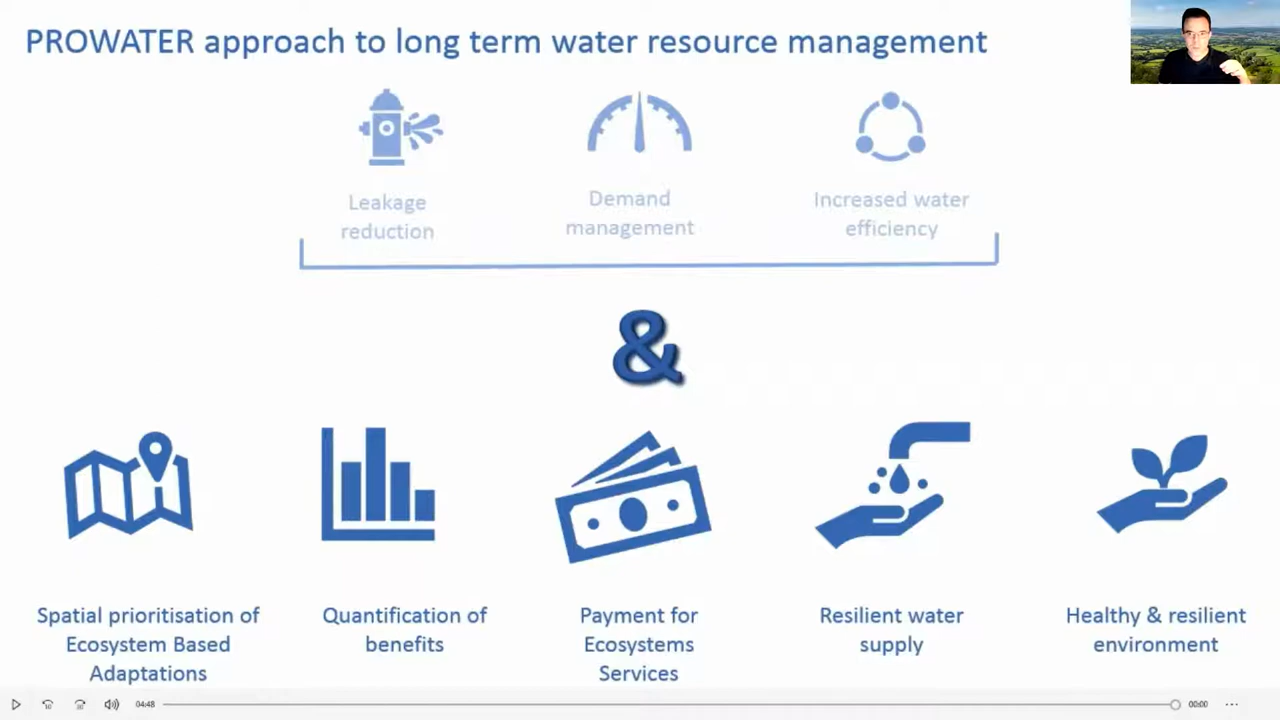 PROWATER approach to long term water resource management
Leakage
reduction
Demand
management
Increased water
efficiency
&
Spatial prioritisation of
Ecosystem Based
Adaptations
Quantification of
benefits
Payment for
Ecosystems
Services
Resilient water
supply
Healthy & resilient
environment
04:48
00:00